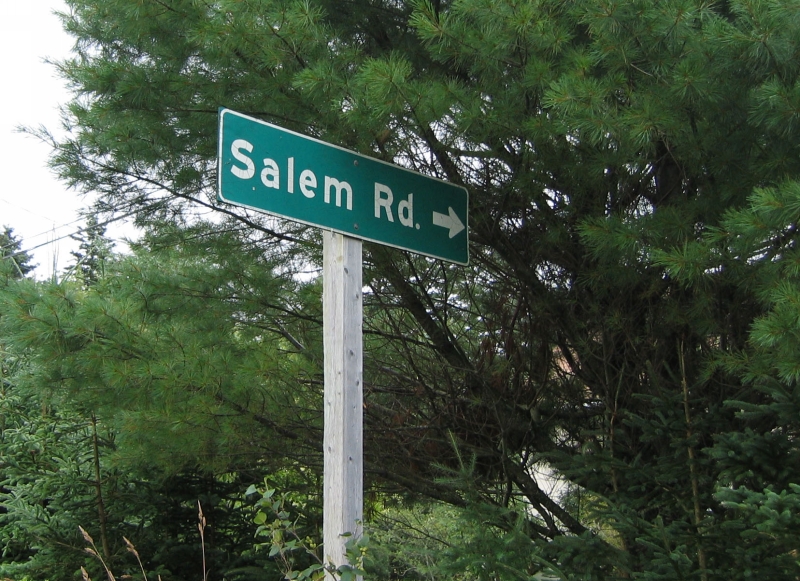 Salem Rd. →